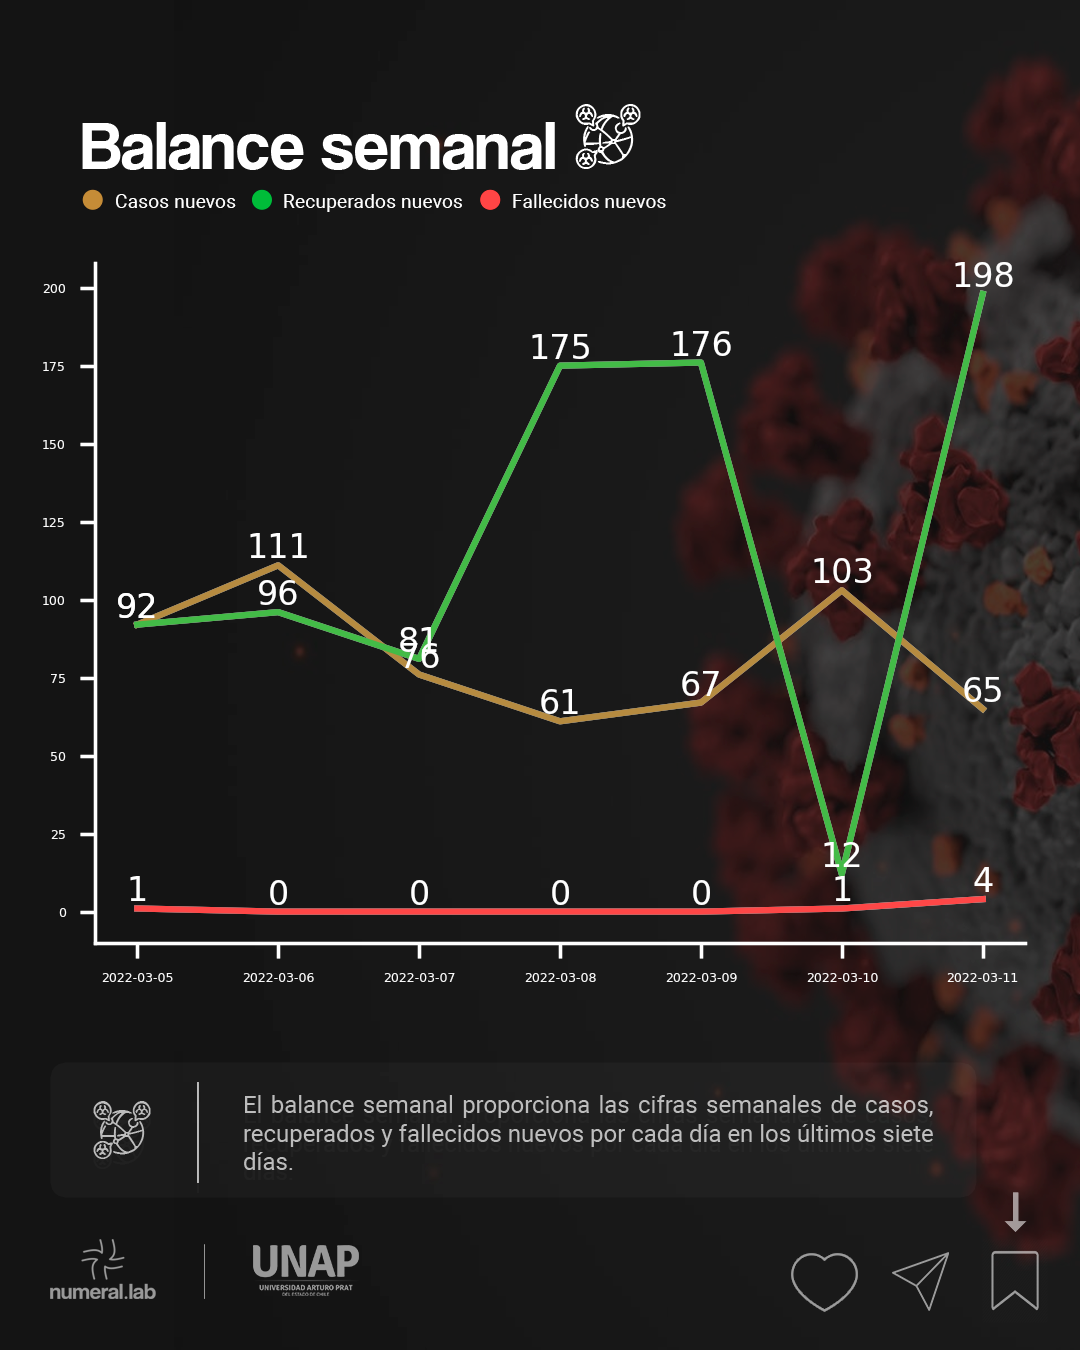 Balance semanal
Casos nuevos Recuperados nuevos Fallecidos nuevos
198
200
175 176
175
150
125
111
103
100
92 96
81
76
75
67 65
61
50
25
12
1 0 0 0 0 1 4
0
2022-03-05 2022-03-06 2022-03-07 2022-03-08 2022-03-09 2022-03-10 2022-03-11
El balance semanal proporciona las cifras semanales de casos,
recuperados y fallecidos nuevos por cada día en los últimos siete
días.
numeral.lab
UNAP
UNIVERSIDAD ARTURO PRAT
DEL ESTADO DE CHILE